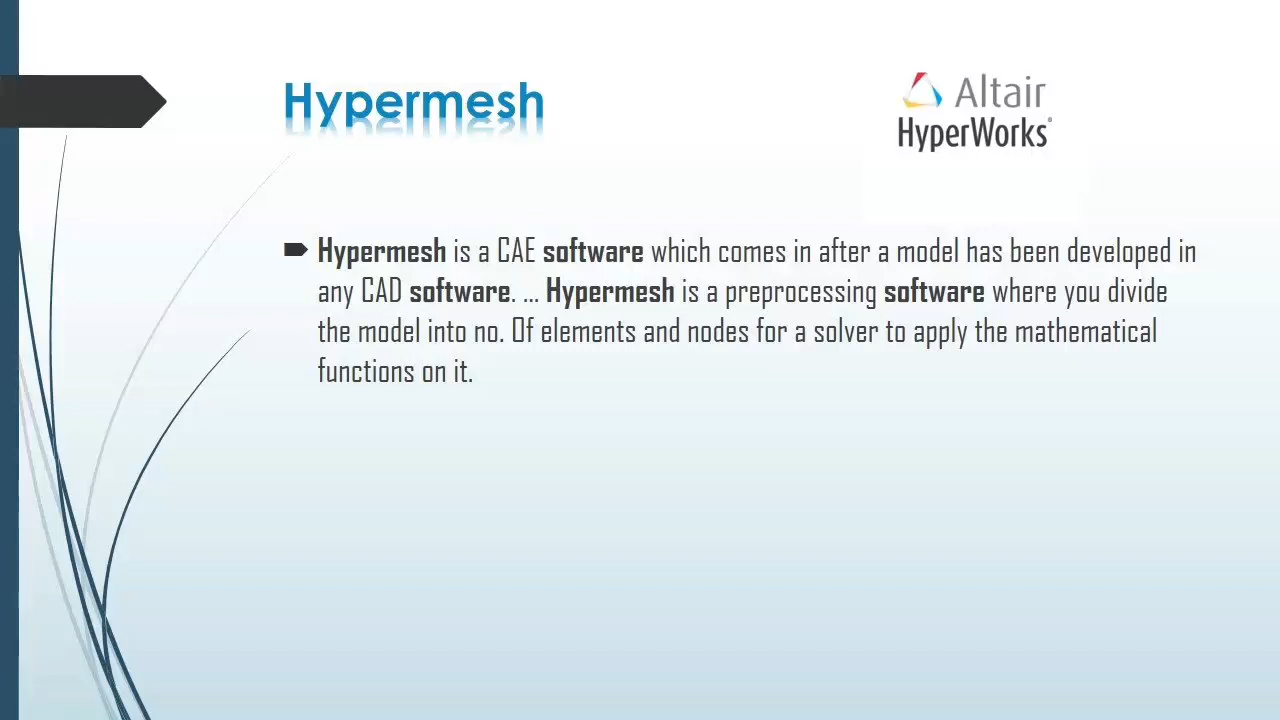 Hypermesh
Altair
HyperWorks®
Hypermesh is a CAE software which comes in after a model has been developed in
any CAD software. ... Hypermesh is a preprocessing software where you divide
the model into no. Of elements and nodes for a solver to apply the mathematical
functions on it.